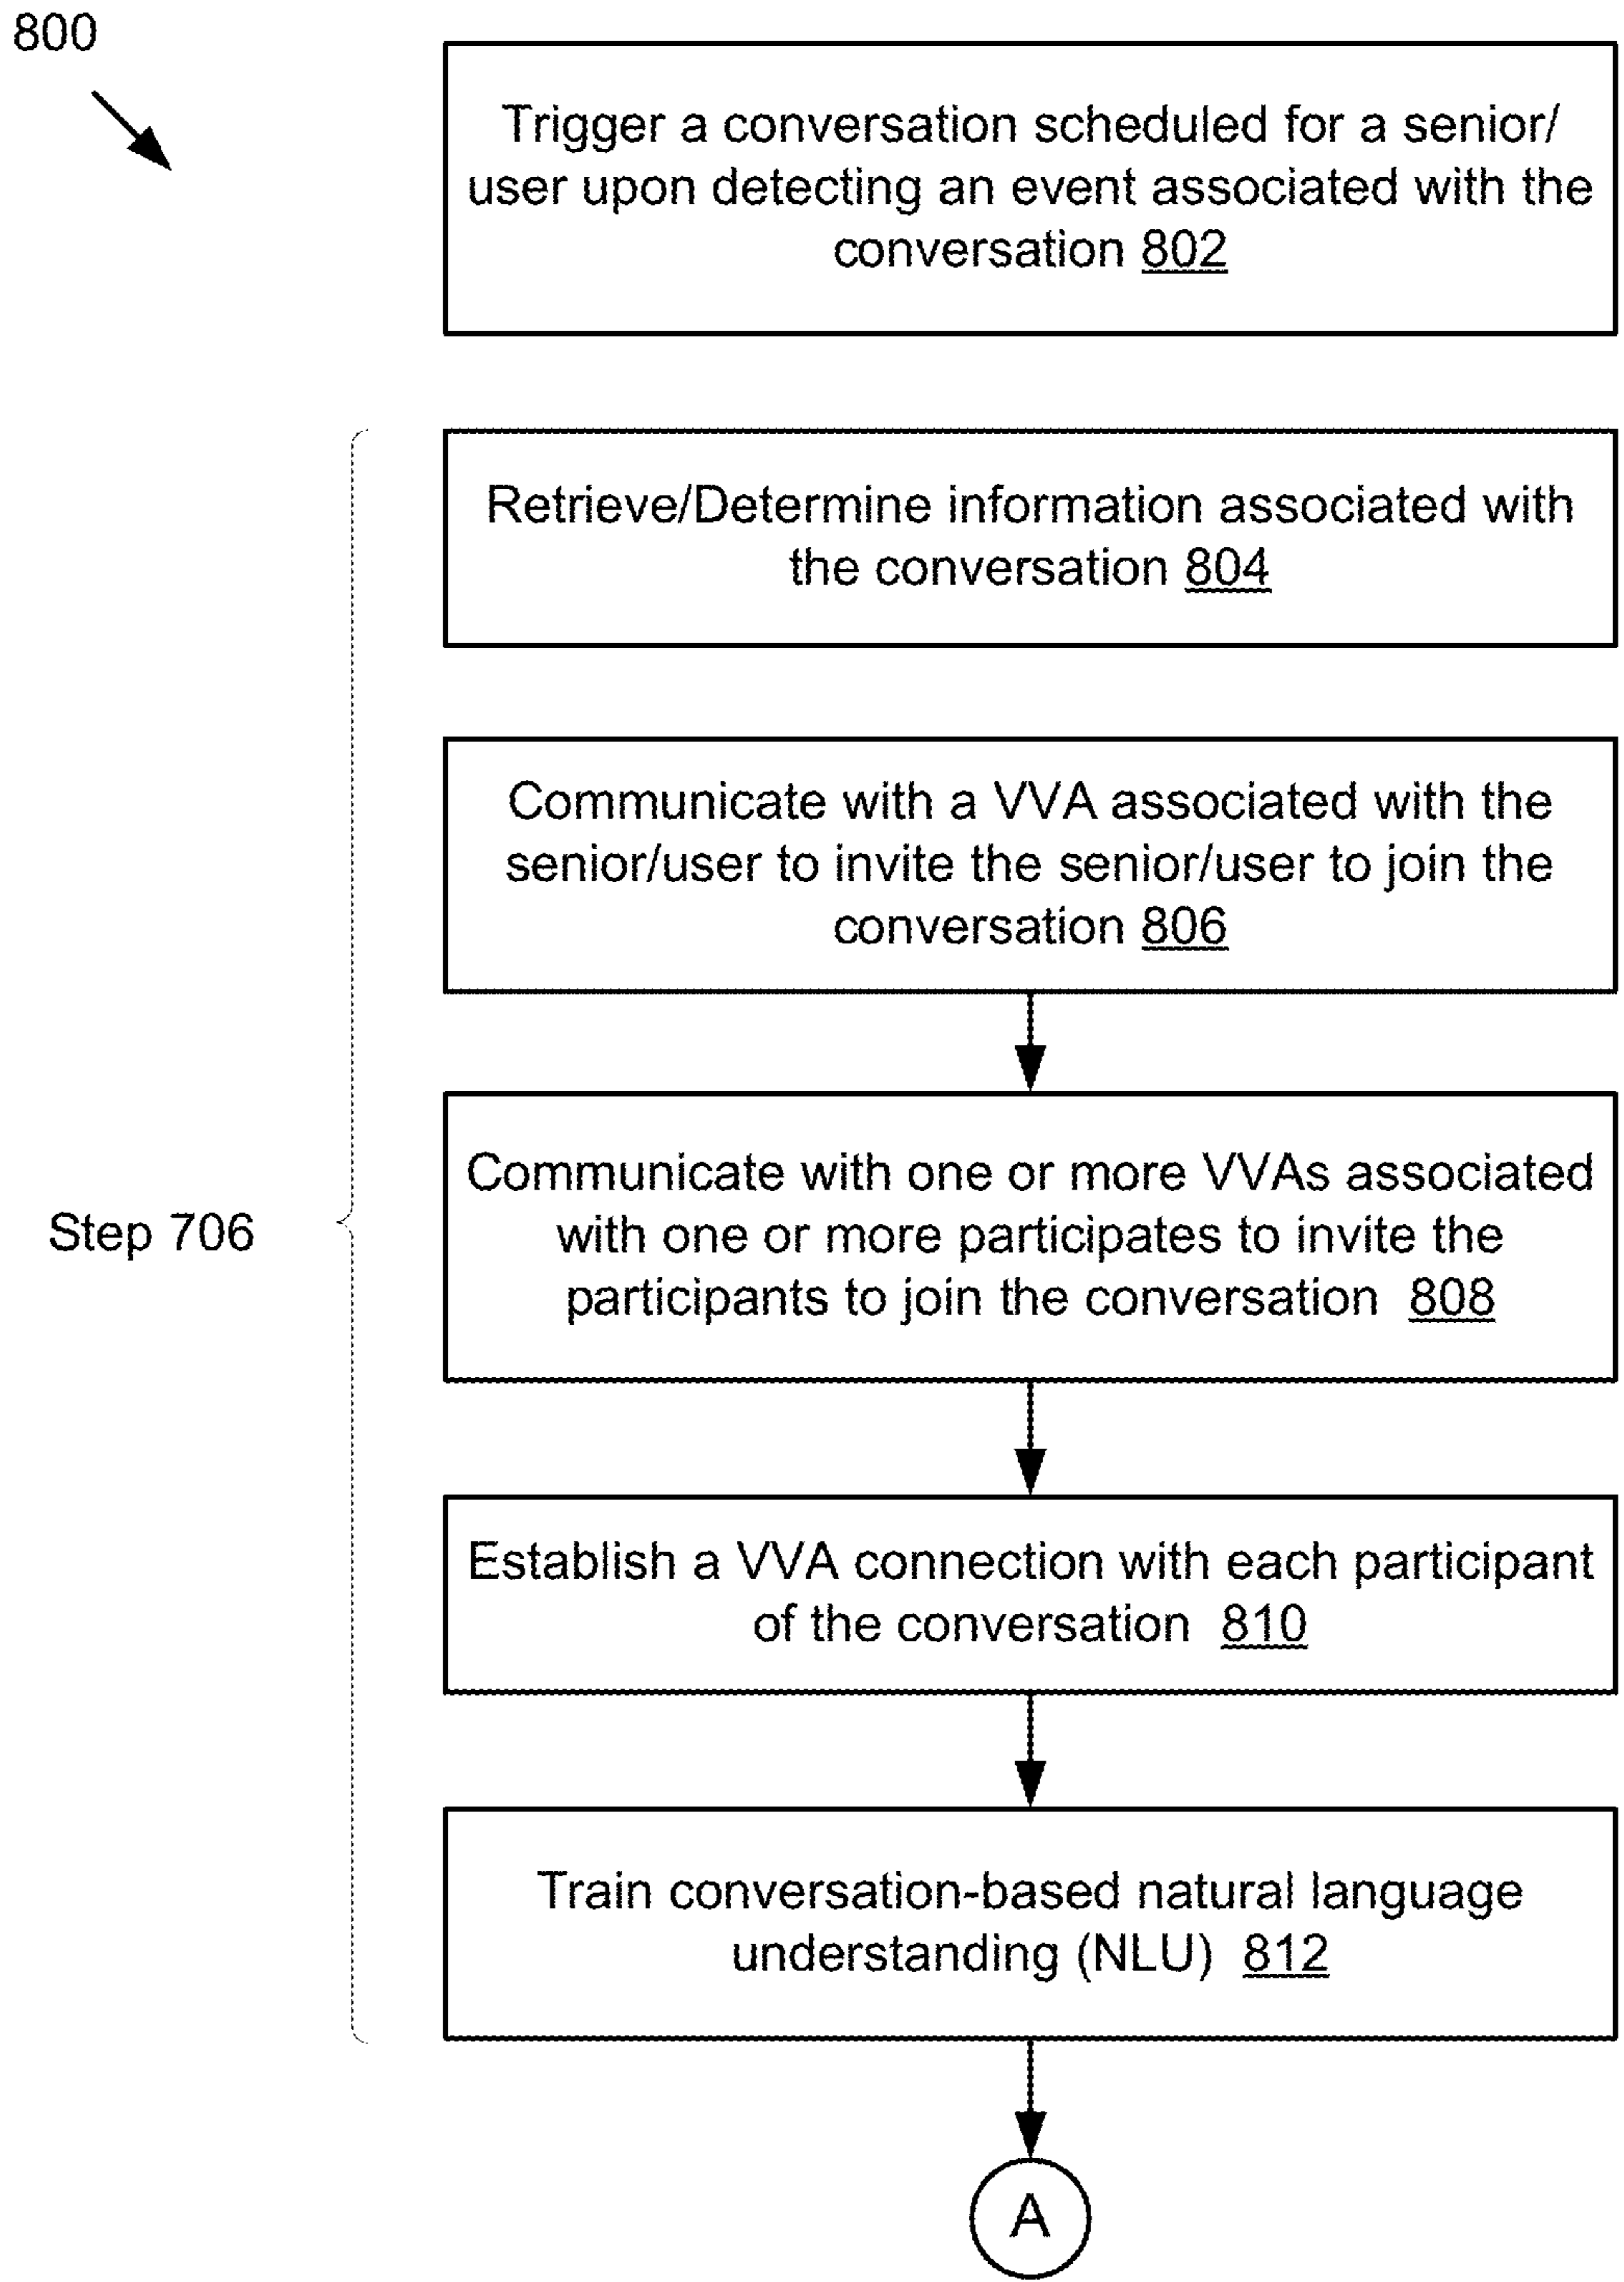 800
Trigger a conversation scheduled for a senior/
user upon detecting an event associated with the
conversation 802
Retrieve/Determine information associated with
the conversation 804
Communicate with a VVA associated with the
senior/user to invite the senior/user to join the
conversation 806
Communicate with one or more VVAs associated
with one or more participates to invite the
participants to join the conversation 808
Step 706
Establish a VVA connection with each participant
of the conversation 810
Train conversation-based natural language
understanding (NLU) 812
A